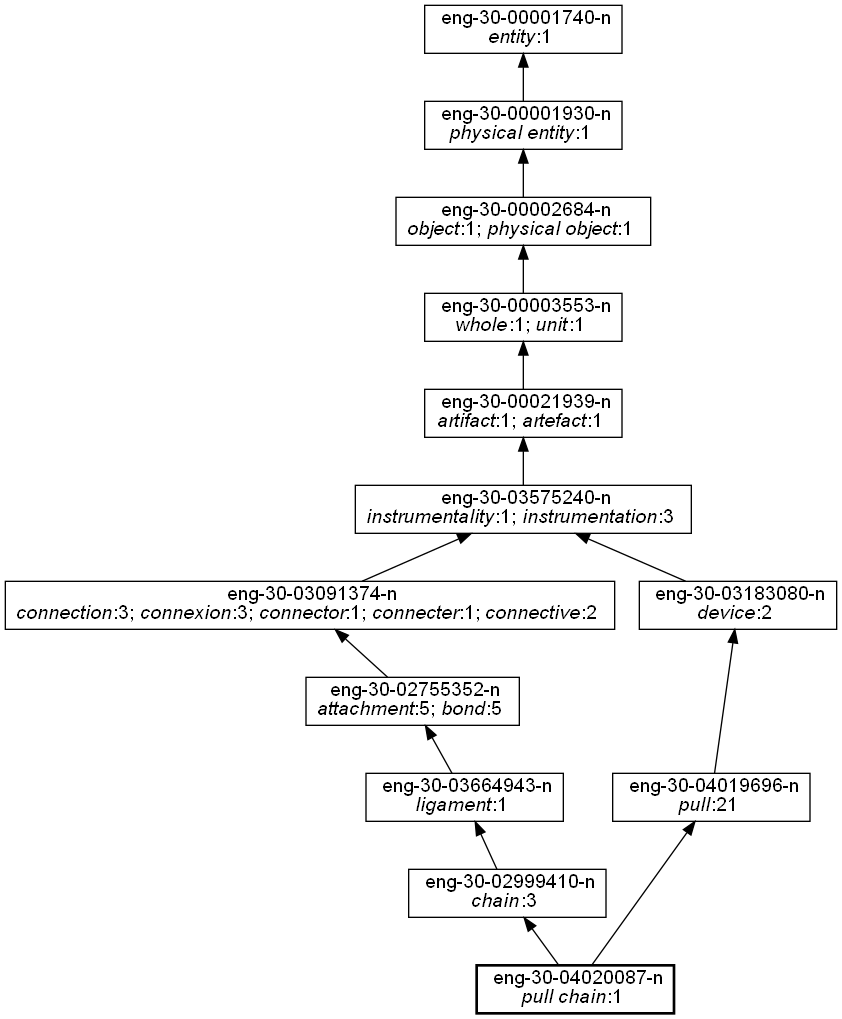 eng-30-00001740-n
entity:1
eng-30-00001930-n
physical entity:1
eng-30-00002684-n
object:1; physical object:1
eng-30-00003553-n
whole:1; unit:1
eng-30-00021939-n
artifact:1; artefact:1
eng-30-03575240-n
instrumentality:1; instrumentation:3
eng-30-03091374-n
connection:3; connexion:3; connector:1; connecter:1; connective:2
eng-30-03183080-n
device:2
eng-30-02755352-n
attachment:5; bond:5
eng-30-03664943-n
ligament:1
eng-30-04019696-n
pull:21
eng-30-02999410-n
chain:3
eng-30-04020087-n
pull chain:1